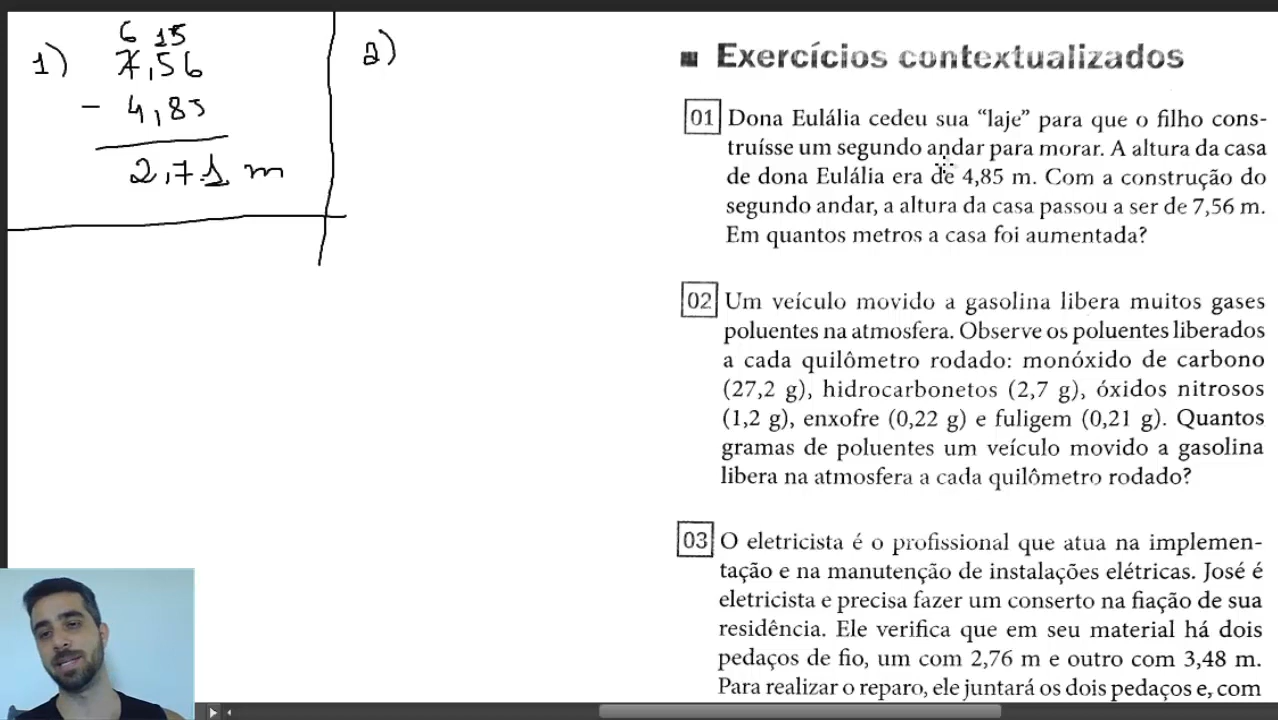 1)
6 15
7,56
- 4,85
2,71 m
2)
Exercícios contextualizados
01 Dona Eulália cedeu sua “laje” para que o filho cons-
truísse um segundo andar para morar. A altura da casa
de dona Eulália era de 4,85 m. Com a construção do
segundo andar, a altura da casa passou a ser de 7,56 m.
Em quantos metros a casa foi aumentada?
02 Um veículo movido a gasolina libera muitos gases
poluentes na atmosfera. Observe os poluentes liberados
a cada quilômetro rodado: monóxido de carbono
(27,2 g), hidrocarbonetos (2,7 g), óxidos nitrosos
(1,2 g), enxofre (0,22 g) e fuligem (0,21 g). Quantos
gramas de poluentes um veículo movido a gasolina
libera na atmosfera a cada quilômetro rodado?
03 O eletricista é o profissional que atua na implemen-
tação e na manutenção de instalações elétricas. José é
eletricista e precisa fazer um conserto na fiação de sua
residência. Ele verifica que em seu material há dois
pedaços de fio, um com 2,76 m e outro com 3,48 m.
Para realizar o reparo, ele juntará os dois pedaços e, com